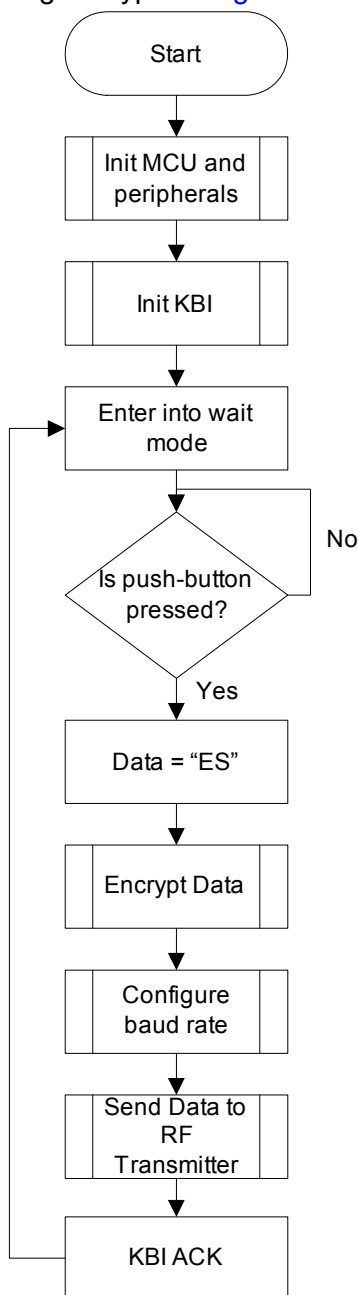 Start
Init MCU and
peripherals
Init KBI
Enter into wait
mode
Is push-button
pressed?
No
Yes
Data = “ES”
Encrypt Data
Configure
baud rate
Send Data to
RF
Transmitter
KBI ACK